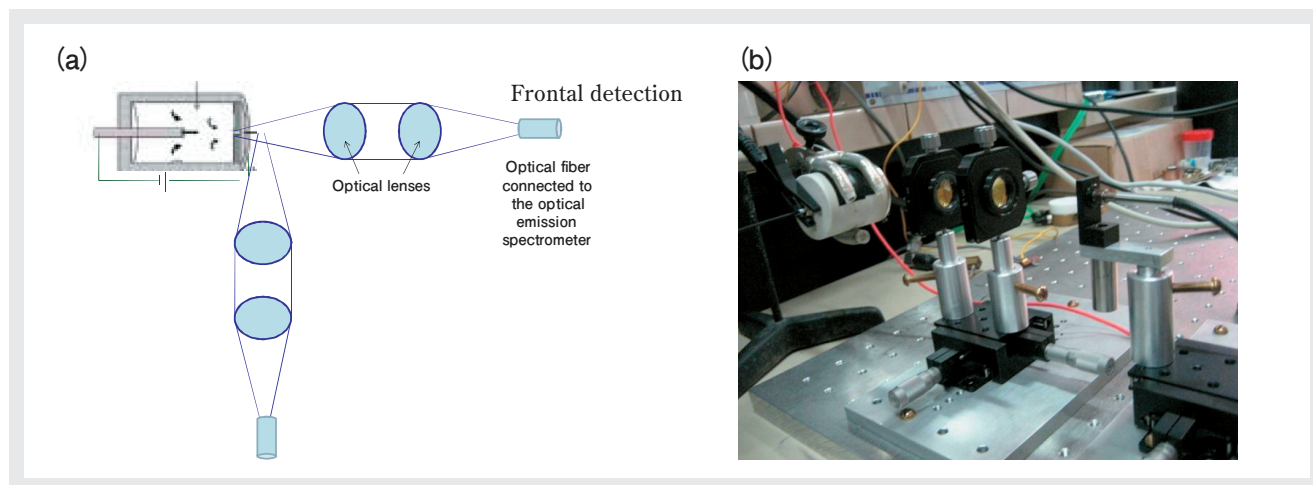 (a)
(b)
Frontal detection
Optical lenses
Optical fiber
connected to
the optical
emission
spectrometer